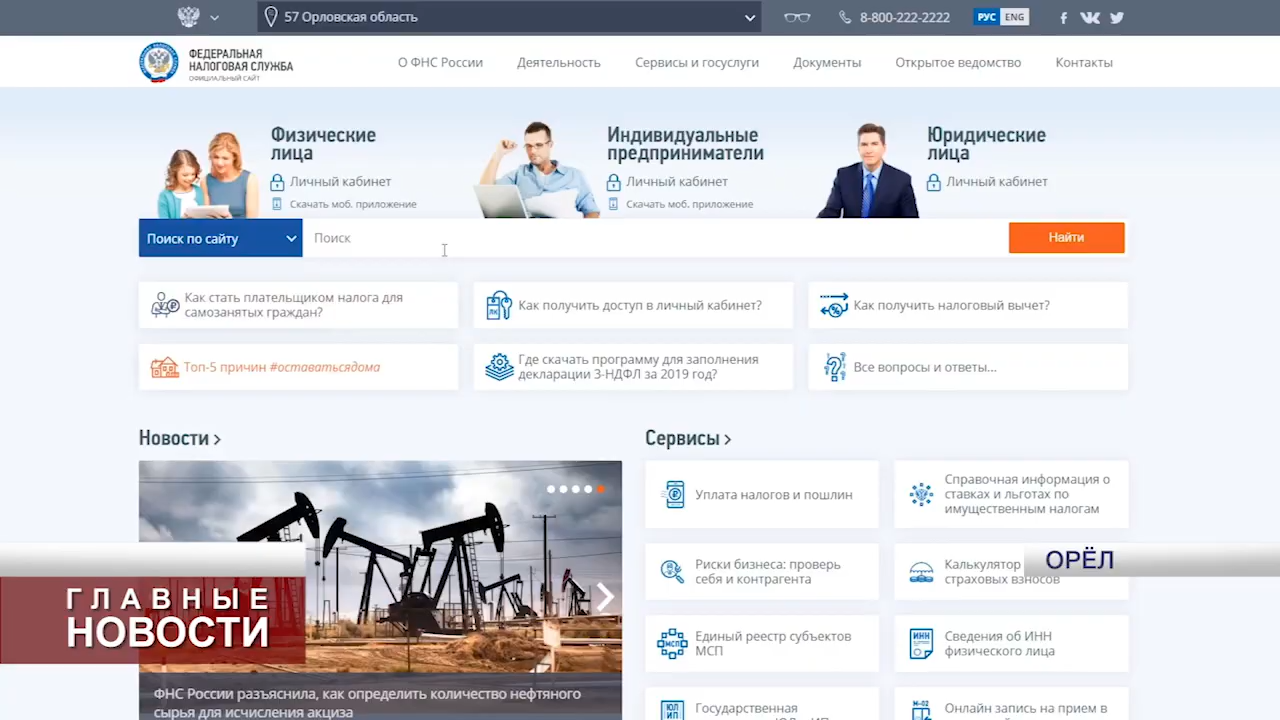 57 Орловская область
8-800-222-2222
РУС ENG
ФЕДЕРАЛЬНАЯ
НАЛОГОВАЯ СЛУЖБА
ОФИЦИАЛЬНЫЙ САЙТ
О ФНС России
Деятельность
Сервисы и госуслуги
Документы
Открытое ведомство
Контакты
Физические
лица
Личный кабинет
Скачать моб. приложение
Индивидуальные
предприниматели
Личный кабинет
Скачать моб. приложение
Юридические
лица
Личный кабинет
Поиск по сайту
Поиск
Найти
Как стать плательщиком налога для
самозанятых граждан?
Как получить доступ в личный кабинет?
Как получить налоговый вычет?
Топ-5 причин #оставатьсядома
Где скачать программу для заполнения
декларации 3-НДФЛ за 2019 год?
Все вопросы и ответы...
Новости
ФНС России разъяснила, как определить количество нефтяного
сырья для исчисления акциза
Сервисы
Уплата налогов и пошлин
Справочная информация о
ставках и льготах по
имущественным налогам
Риски бизнеса: проверь
себя и контрагента
Калькулятор
страховых взносов
МСП
Единый реестр субъектов
МСП
ИНН
Сведения об ИНН
физического лица
ЮЛ
ИП
Государственная
Онлайн запись на прием в
ГЛАВНЫЕ
НОВОСТИ
ОРЁЛ